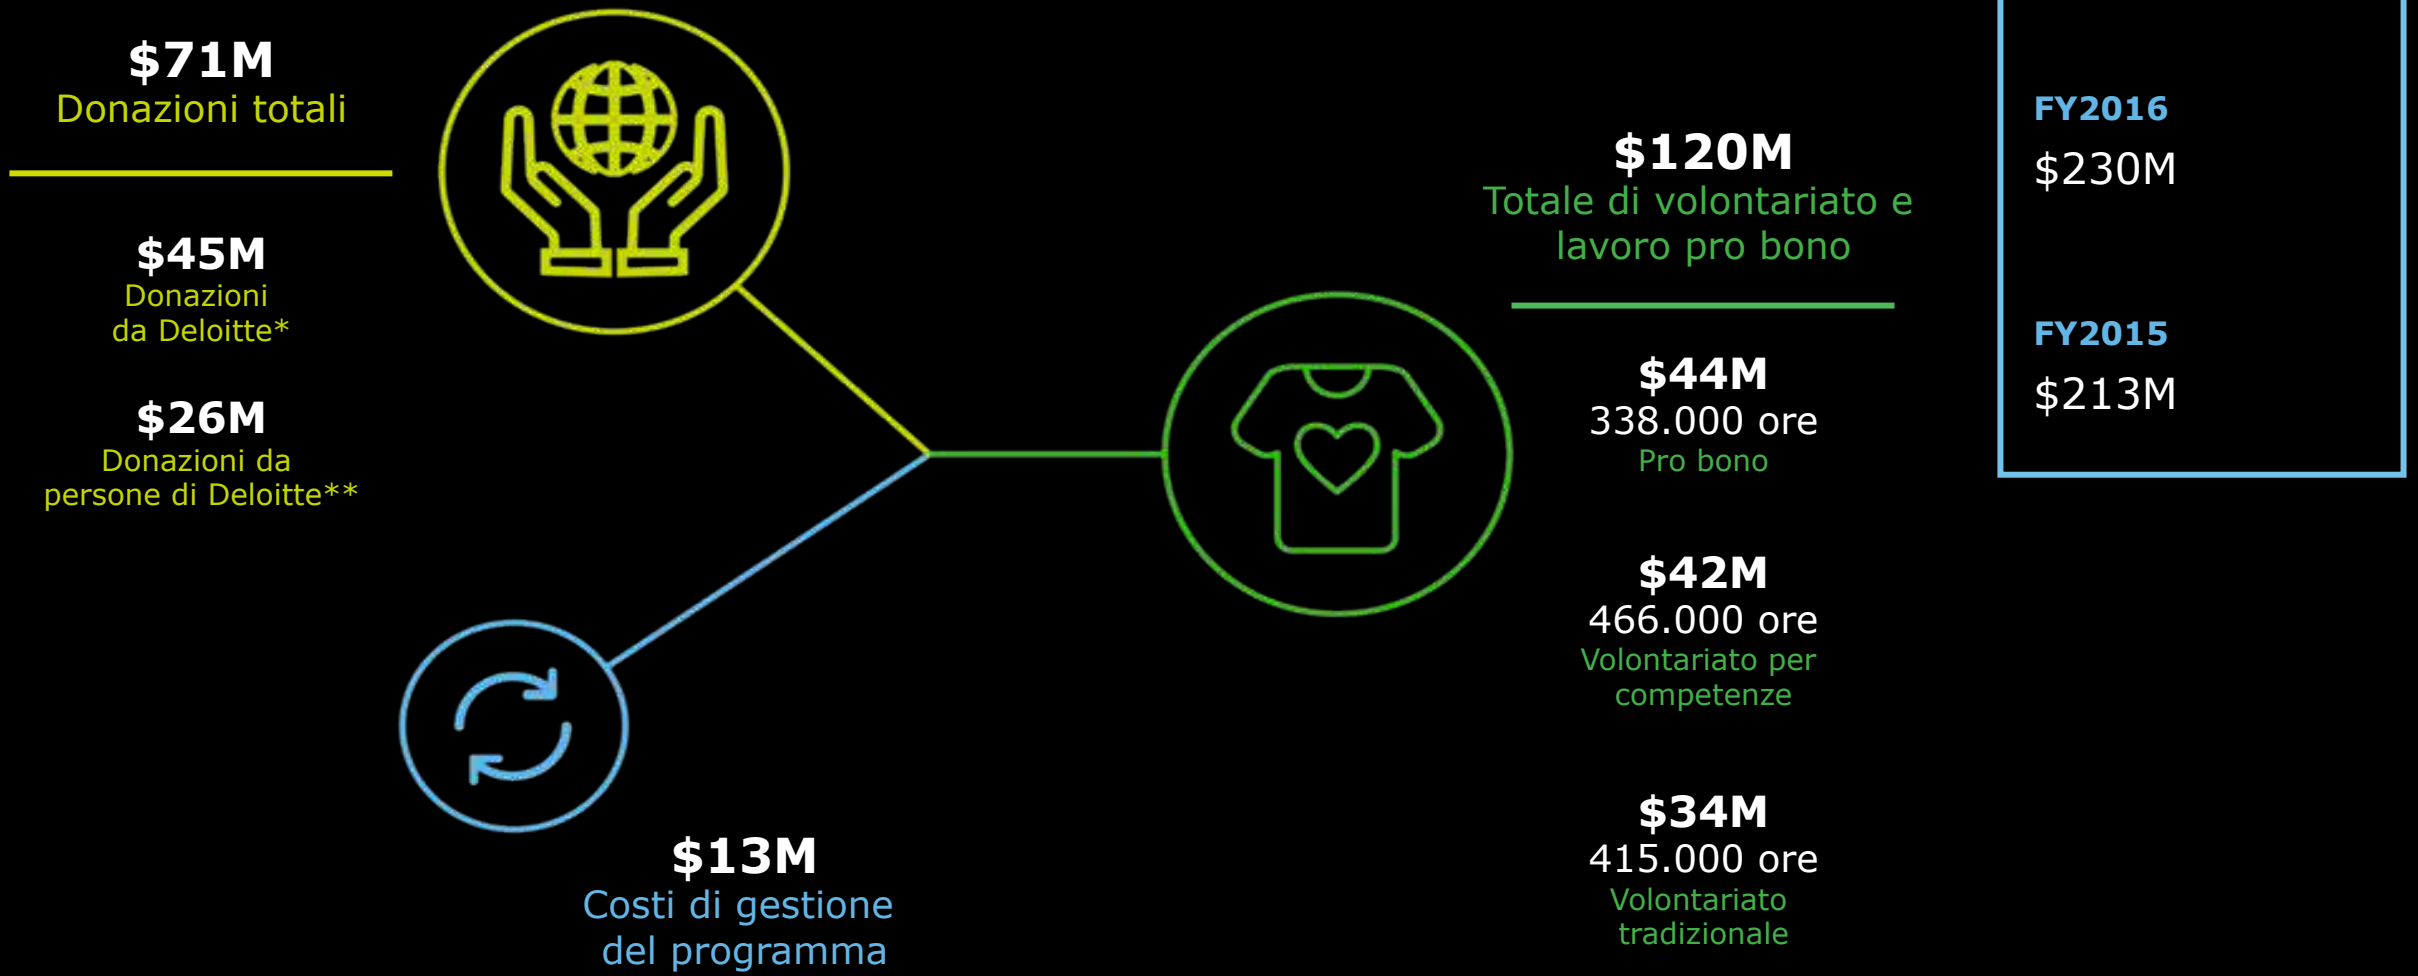 $71M
Donazioni totali
$45M
Donazioni
da Deloitte*
$26M
Donazioni da
persone di Deloitte**
$13M
Costi di gestione
del programma
$120M
Totale di volontariato e
lavoro pro bono
$44M
338.000 ore
Pro bono
$42M
466.000 ore
Volontariato per
competenze
$34M
415.000 ore
Volontariato
tradizionale
FY2016
$230M
FY2015
$213M